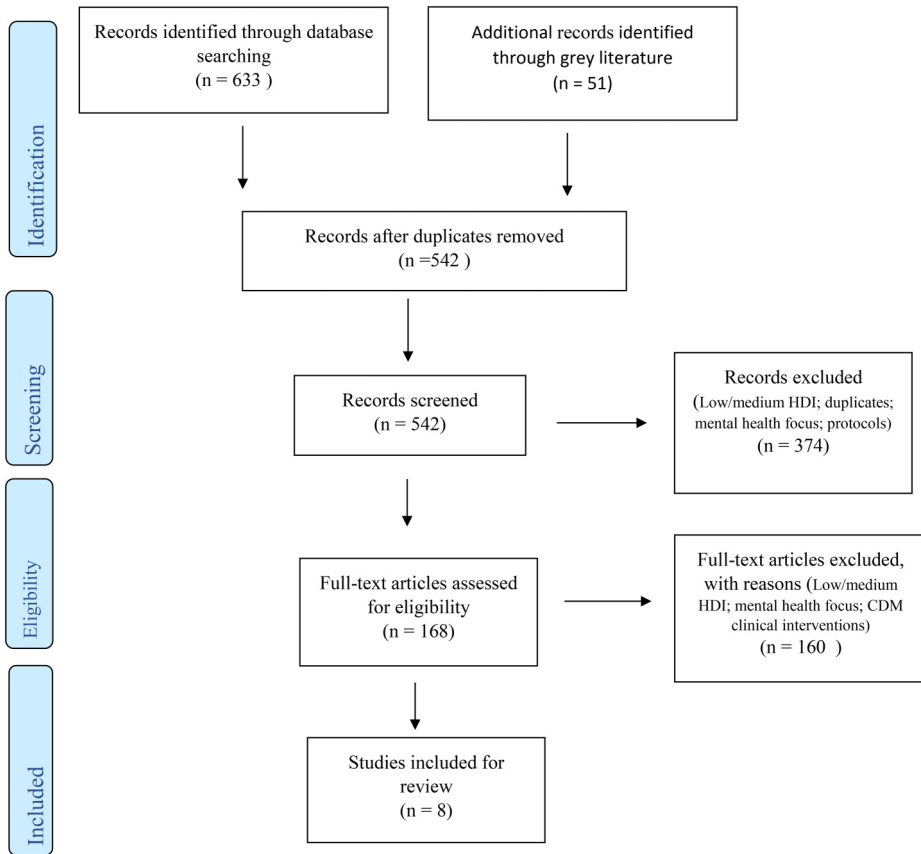 Identification
Records identified through database
searching
(n = 633 )
Additional records identified
through grey literature
(n = 51)
Records after duplicates removed
(n =542 )
Screening
Records screened
(n = 542)
Records excluded
(Low/medium HDI; duplicates;
mental health focus; protocols)
(n = 374)
Eligibility
Full-text articles assessed
for eligibility
(n = 168)
Full-text articles excluded,
with reasons (Low/medium
HDI; mental health focus; CDM
clinical interventions)
(n = 160 )
Included
Studies included for
review
(n = 8)